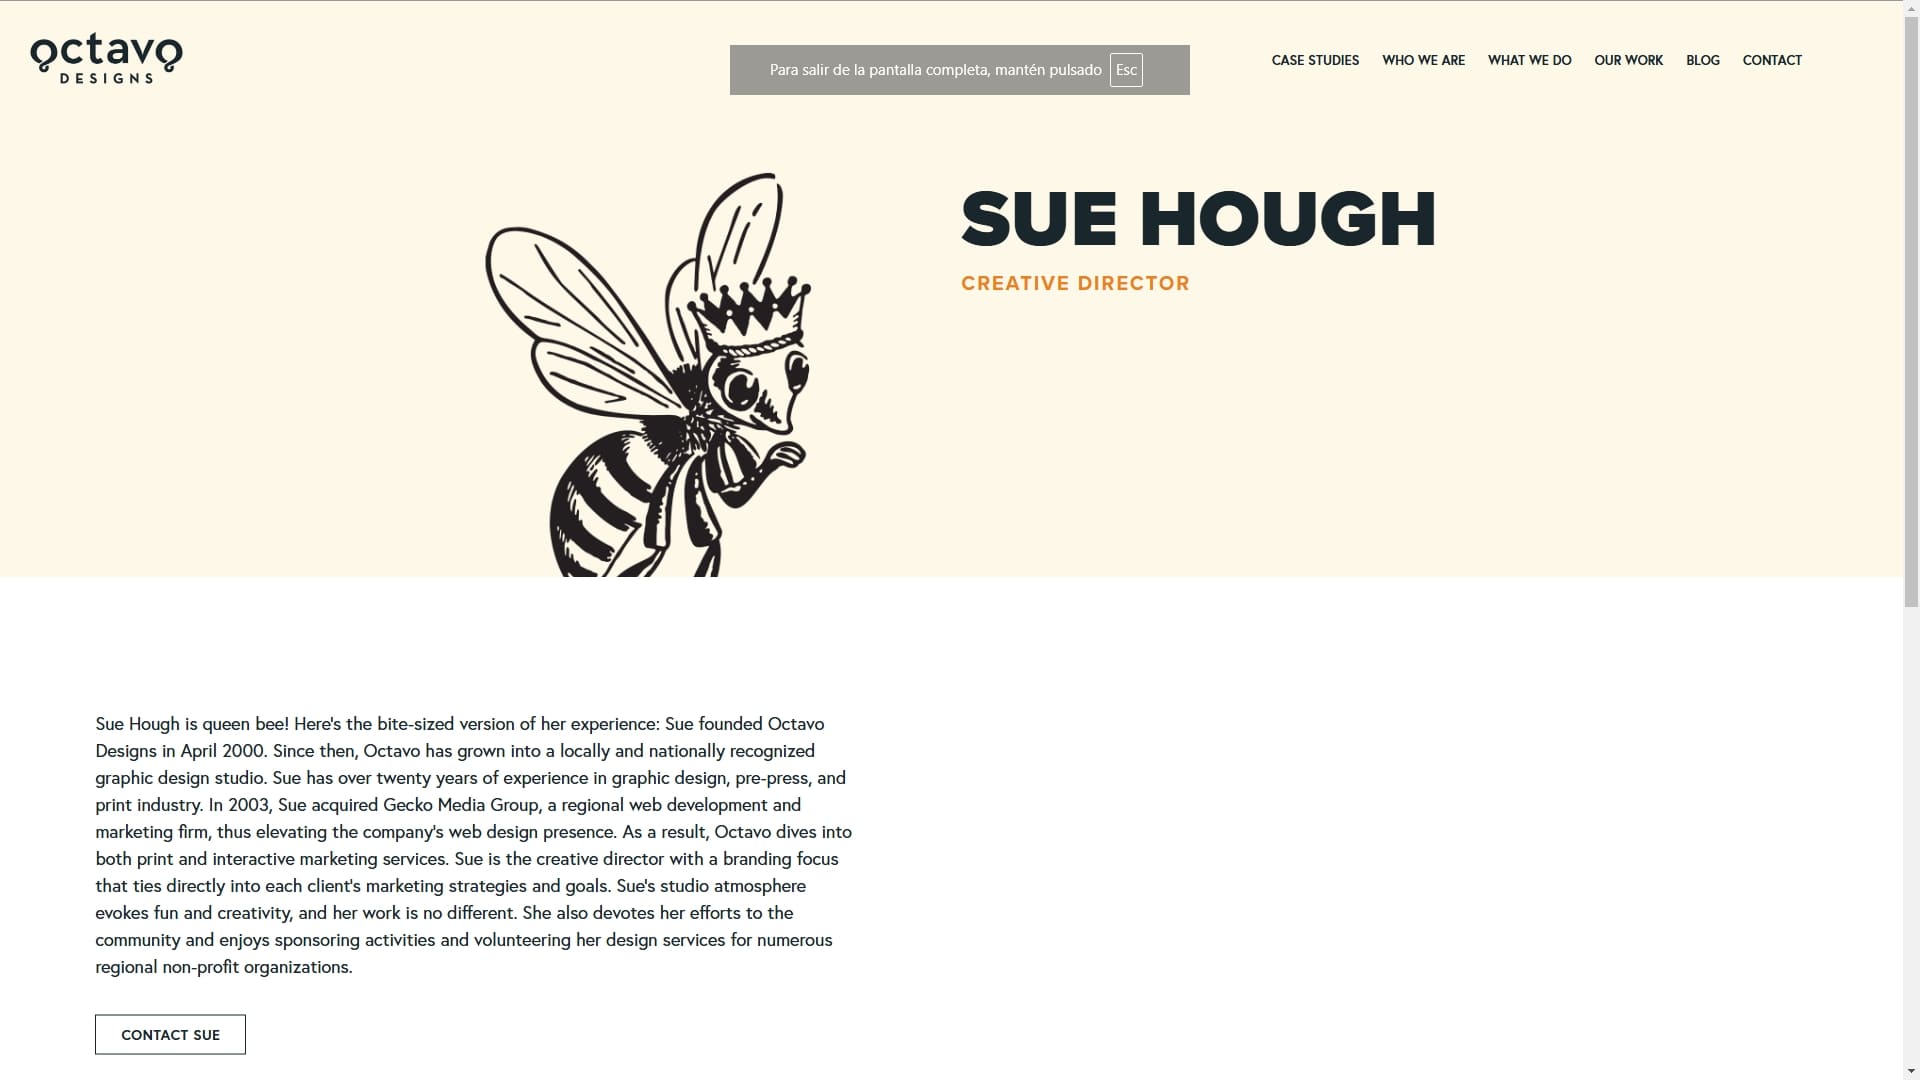 octavo
DESIGNS
Para salir de la pantalla completa, mantén pulsado Esc
CASE STUDIES WHO WE ARE WHAT WE DO OUR WORK BLOG CONTACT
SUE HOUGH
CREATIVE DIRECTOR
Sue Hough is queen bee! Here's the bite-sized version of her experience: Sue founded Octavo
Designs in April 2000. Since then, Octavo has grown into a locally and nationally recognized
graphic design studio. Sue has over twenty years of experience in graphic design, pre-press, and
print industry. In 2003, Sue acquired Gecko Media Group, a regional web development and
marketing firm, thus elevating the company's web design presence. As a result, Octavo dives into
both print and interactive marketing services. Sue is the creative director with a branding focus
that ties directly into each client's marketing strategies and goals. Sue's studio atmosphere
evokes fun and creativity, and her work is no different. She also devotes her efforts to the
community and enjoys sponsoring activities and volunteering her design services for numerous
regional non-profit organizations.
CONTACT SUE